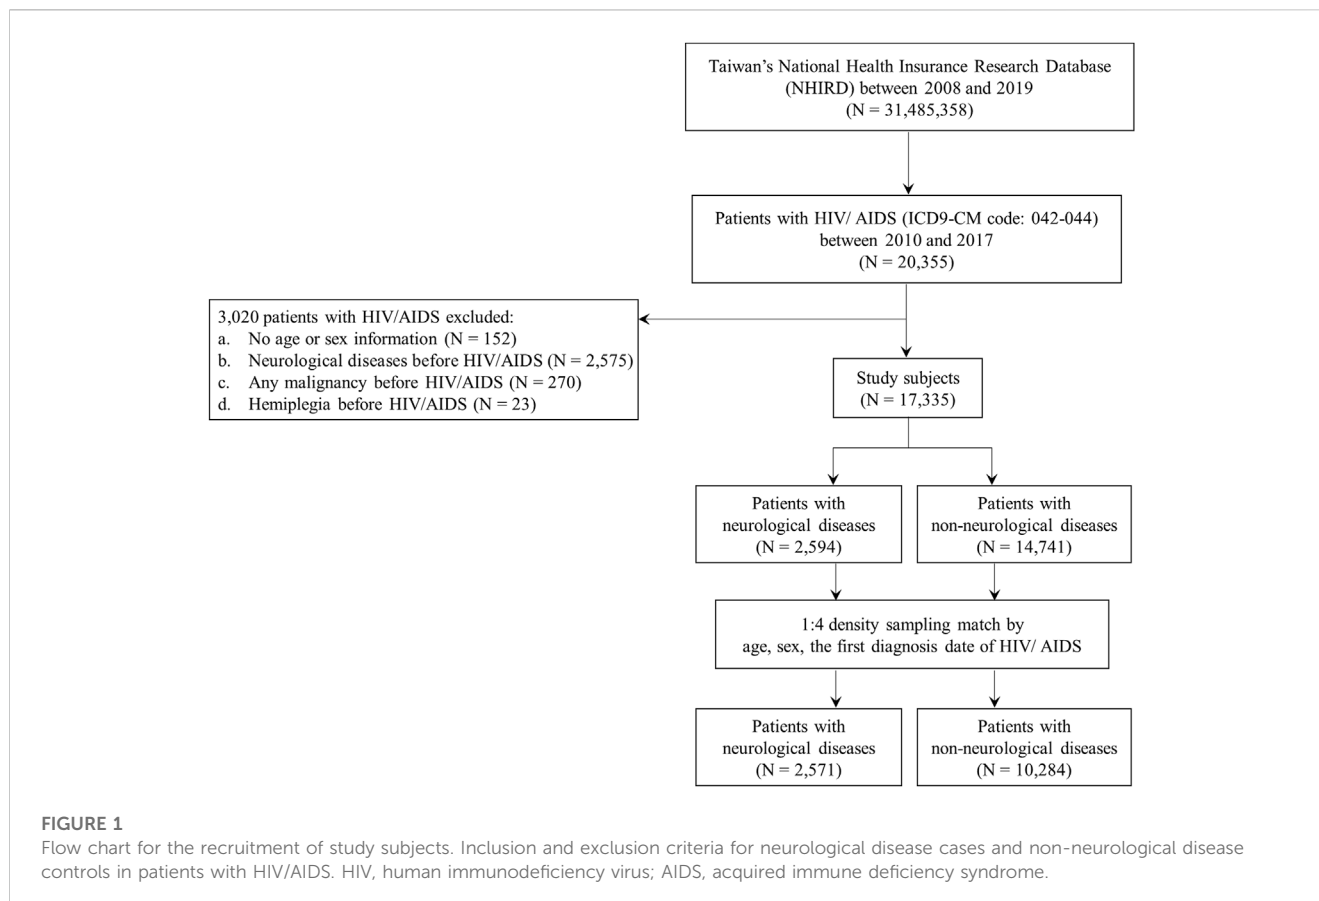 Taiwan's National Health Insurance Research Database
(NHIRD) between 2008 and 2019
(N = 31,485,358)
Patients with HIV/ AIDS (ICD9-CM code: 042-044)
between 2010 and 2017
(N = 20,355)
3,020 patients with HIV/AIDS excluded:
a. No age or sex information (N = 152)
b. Neurological diseases before HIV/AIDS (N = 2,575)
c. Any malignancy before HIV/AIDS (N = 270)
d. Hemiplegia before HIV/AIDS (N = 23)
Study subjects
(N = 17,335)
Patients with
neurological diseases
(N = 2,594)
Patients with
non-neurological diseases
(N = 14,741)
1:4 density sampling match by
age, sex, the first diagnosis date of HIV/ AIDS
Patients with
neurological diseases
(N = 2,571)
Patients with
non-neurological diseases
(N = 10,284)
FIGURE 1
Flow chart for the recruitment of study subjects. Inclusion and exclusion criteria for neurological disease cases and non-neurological disease
controls in patients with HIV/AIDS. HIV, human immunodeficiency virus; AIDS, acquired immune deficiency syndrome.